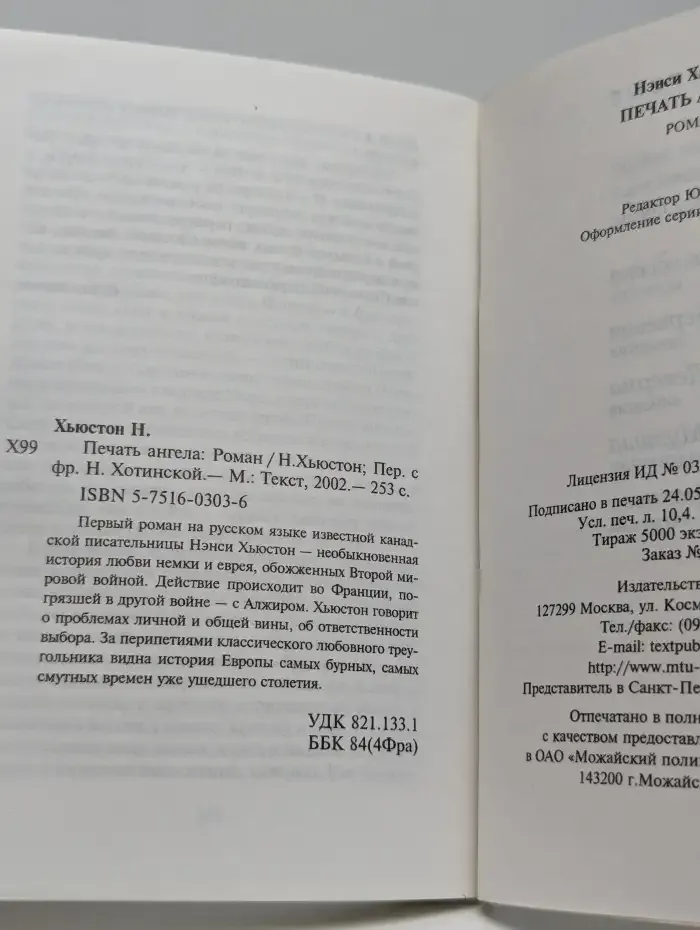 Хьюстон Н.
Х99 Печать ангела: Роман / Н.Хьюстон; Пер. с
фр. Н. Хотинской.— М.: Текст, 2002.— 253 с.
ISBN 5-7516-0303-6
Первый роман на русском языке известной канад-
ской писательницы Нэнси Хьюстон — необыкновенная
история любви немки и еврея, обожженных Второй ми-
ровой войной. Действие происходит во Франции, по-
грязшей в другой войне — с Алжиром. Хьюстон говорит
о проблемах личной и общей вины, об ответственности
выбора. За перипетиями классического любовного треу-
гольника видна история Европы самых бурных, самых
смутных времен уже ушедшего столетия.
УДК 821.133.1
ББК 84(4Фра)
Нэнси Х
ПЕЧАТЬ А
РОМА
Редактор Ю
Оформление серии
Лицензия ИД № 03
Подписано в печать 24.05
Усл. печ. л. 10,4.
Тираж 5000 экз
Заказ №
Издательств
127299 Москва, ул. Косм
Тел./факс: (09
E-mail: textpub
http://www.mtu-
Представитель в Санкт-Пе
Отпечатано в полн
с качеством предоставл
в ОАО «Можайский поли
143200 г.Можайс